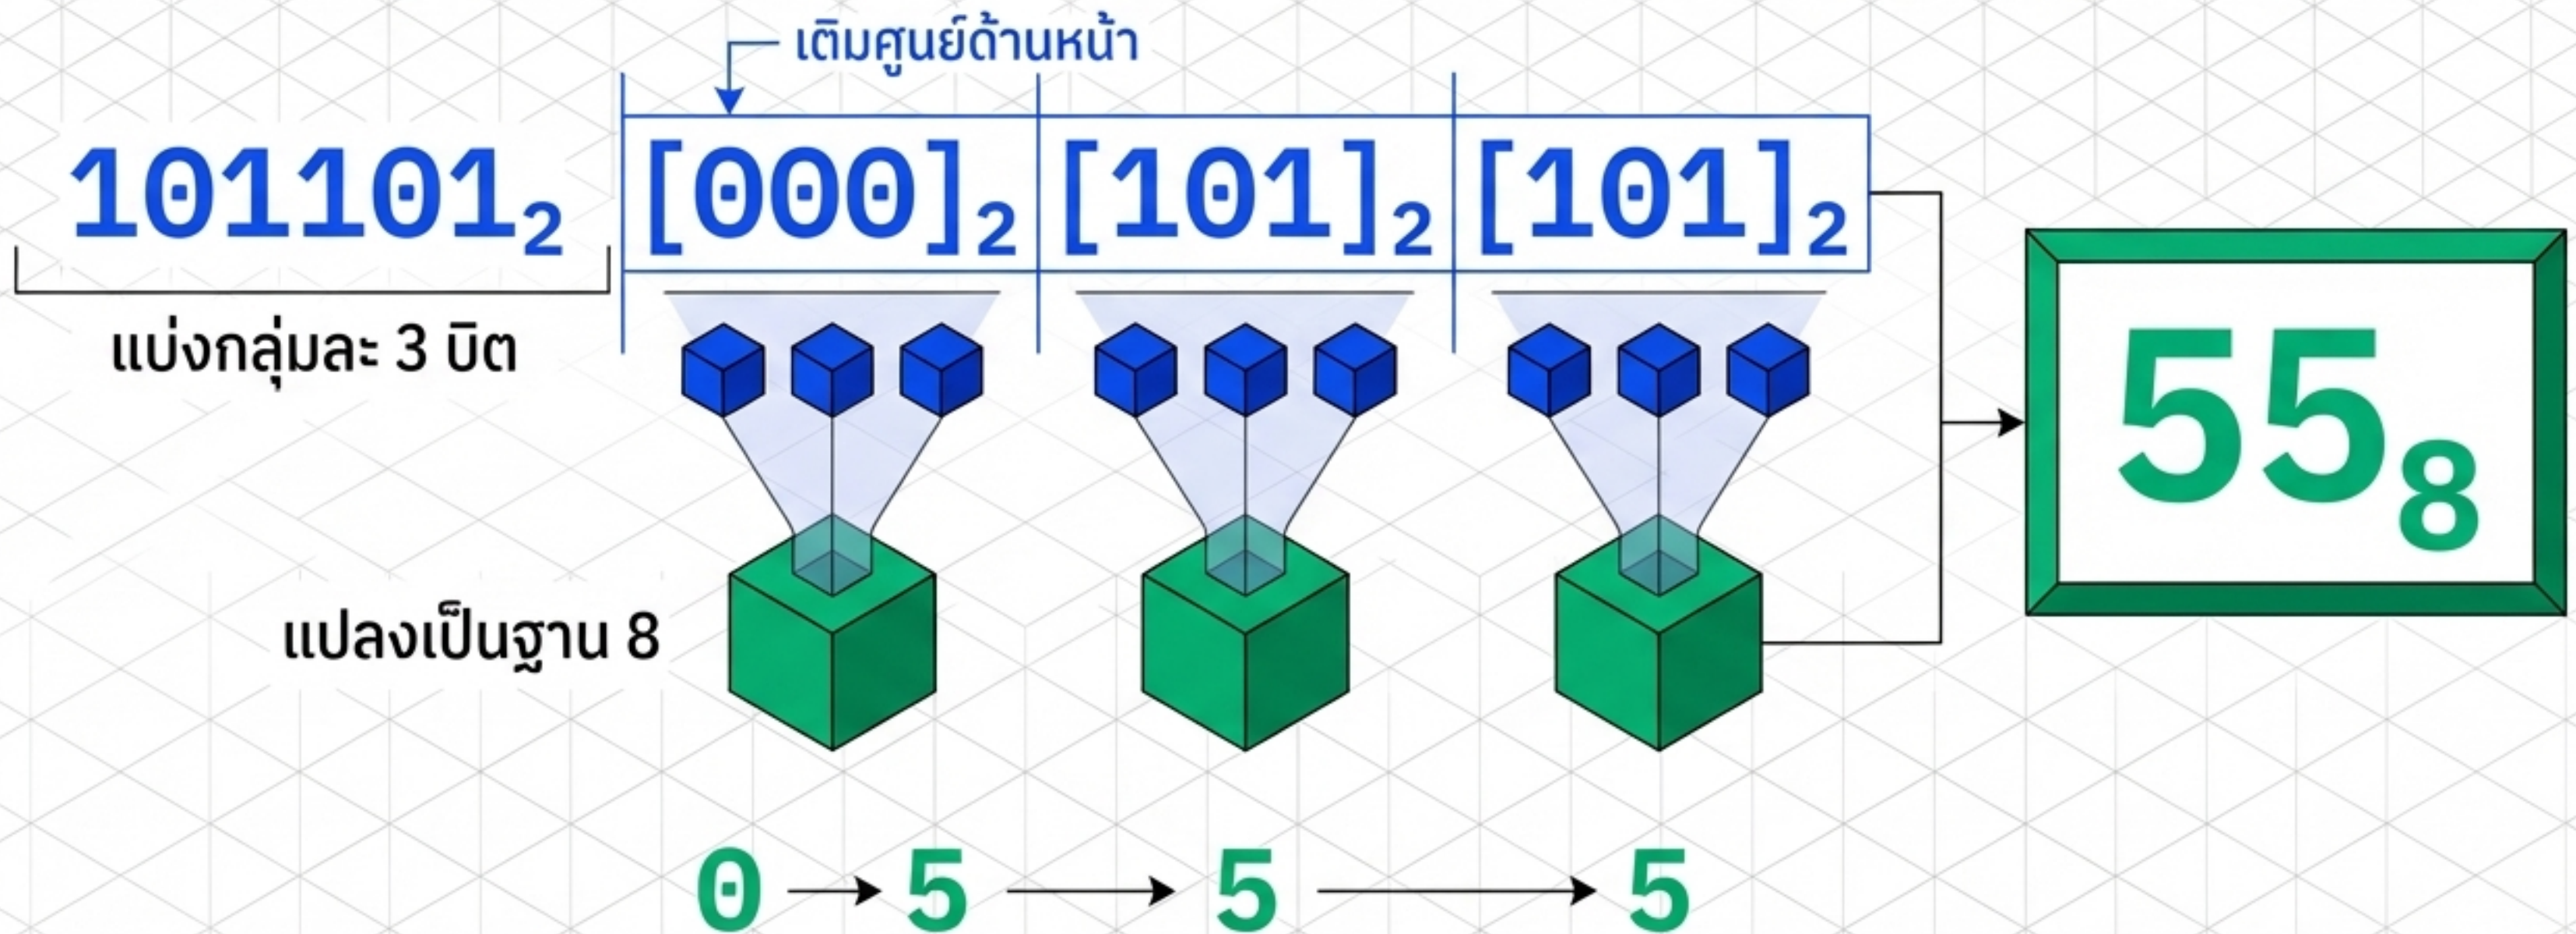 เติมศูนย์ด้านหน้า
101101₂ [000]₂ [101]₂ [101]₂
แบ่งกลุ่มละ 3 บิต
55₈
แปลงเป็นฐาน 8
0 → 5 → 5 → 5